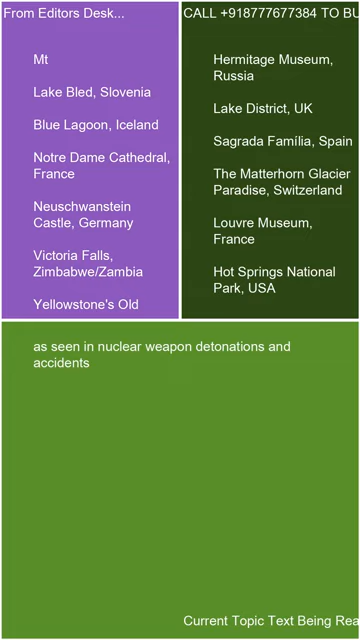 From Editors Desk...
Mt
Lake Bled, Slovenia
Blue Lagoon, Iceland
Notre Dame Cathedral,
France
Neuschwanstein
Castle, Germany
Victoria Falls,
Zimbabwe/Zambia
Yellowstone's Old
CALL +918777677384 TO BU
Hermitage Museum,
Russia
Lake District, UK
Sagrada Família, Spain
The Matterhorn Glacier
Paradise, Switzerland
Louvre Museum,
France
Hot Springs National
Park, USA
as seen in nuclear weapon detonations and
accidents
Current Topic Text Being Rea